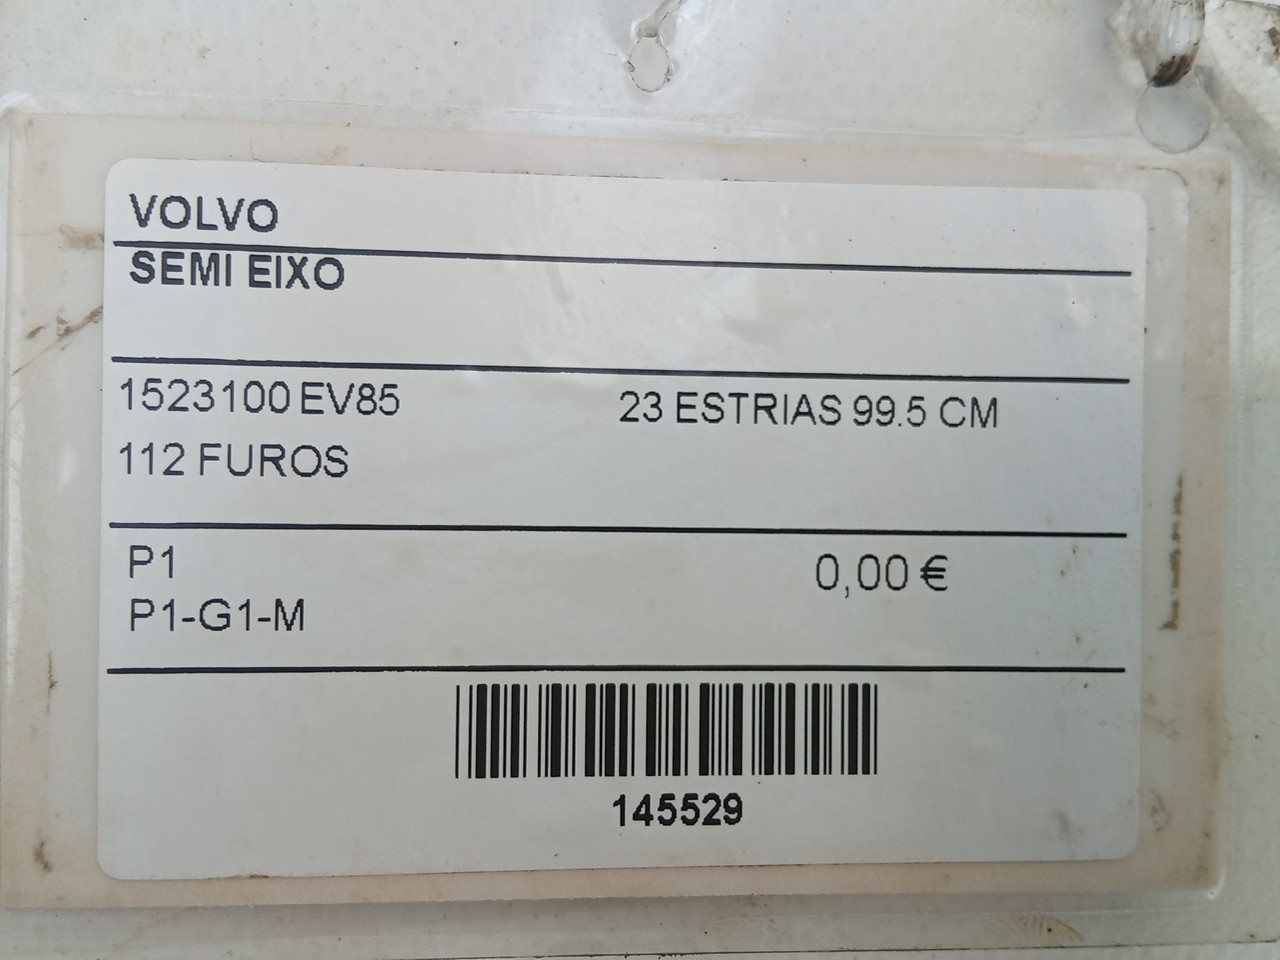 VOLVO
SEMI EIXO
1523100 EV85 23 ESTRIAS 99.5 CM
112 FUROS
P1 0,00 €
P1-G1-M
145529